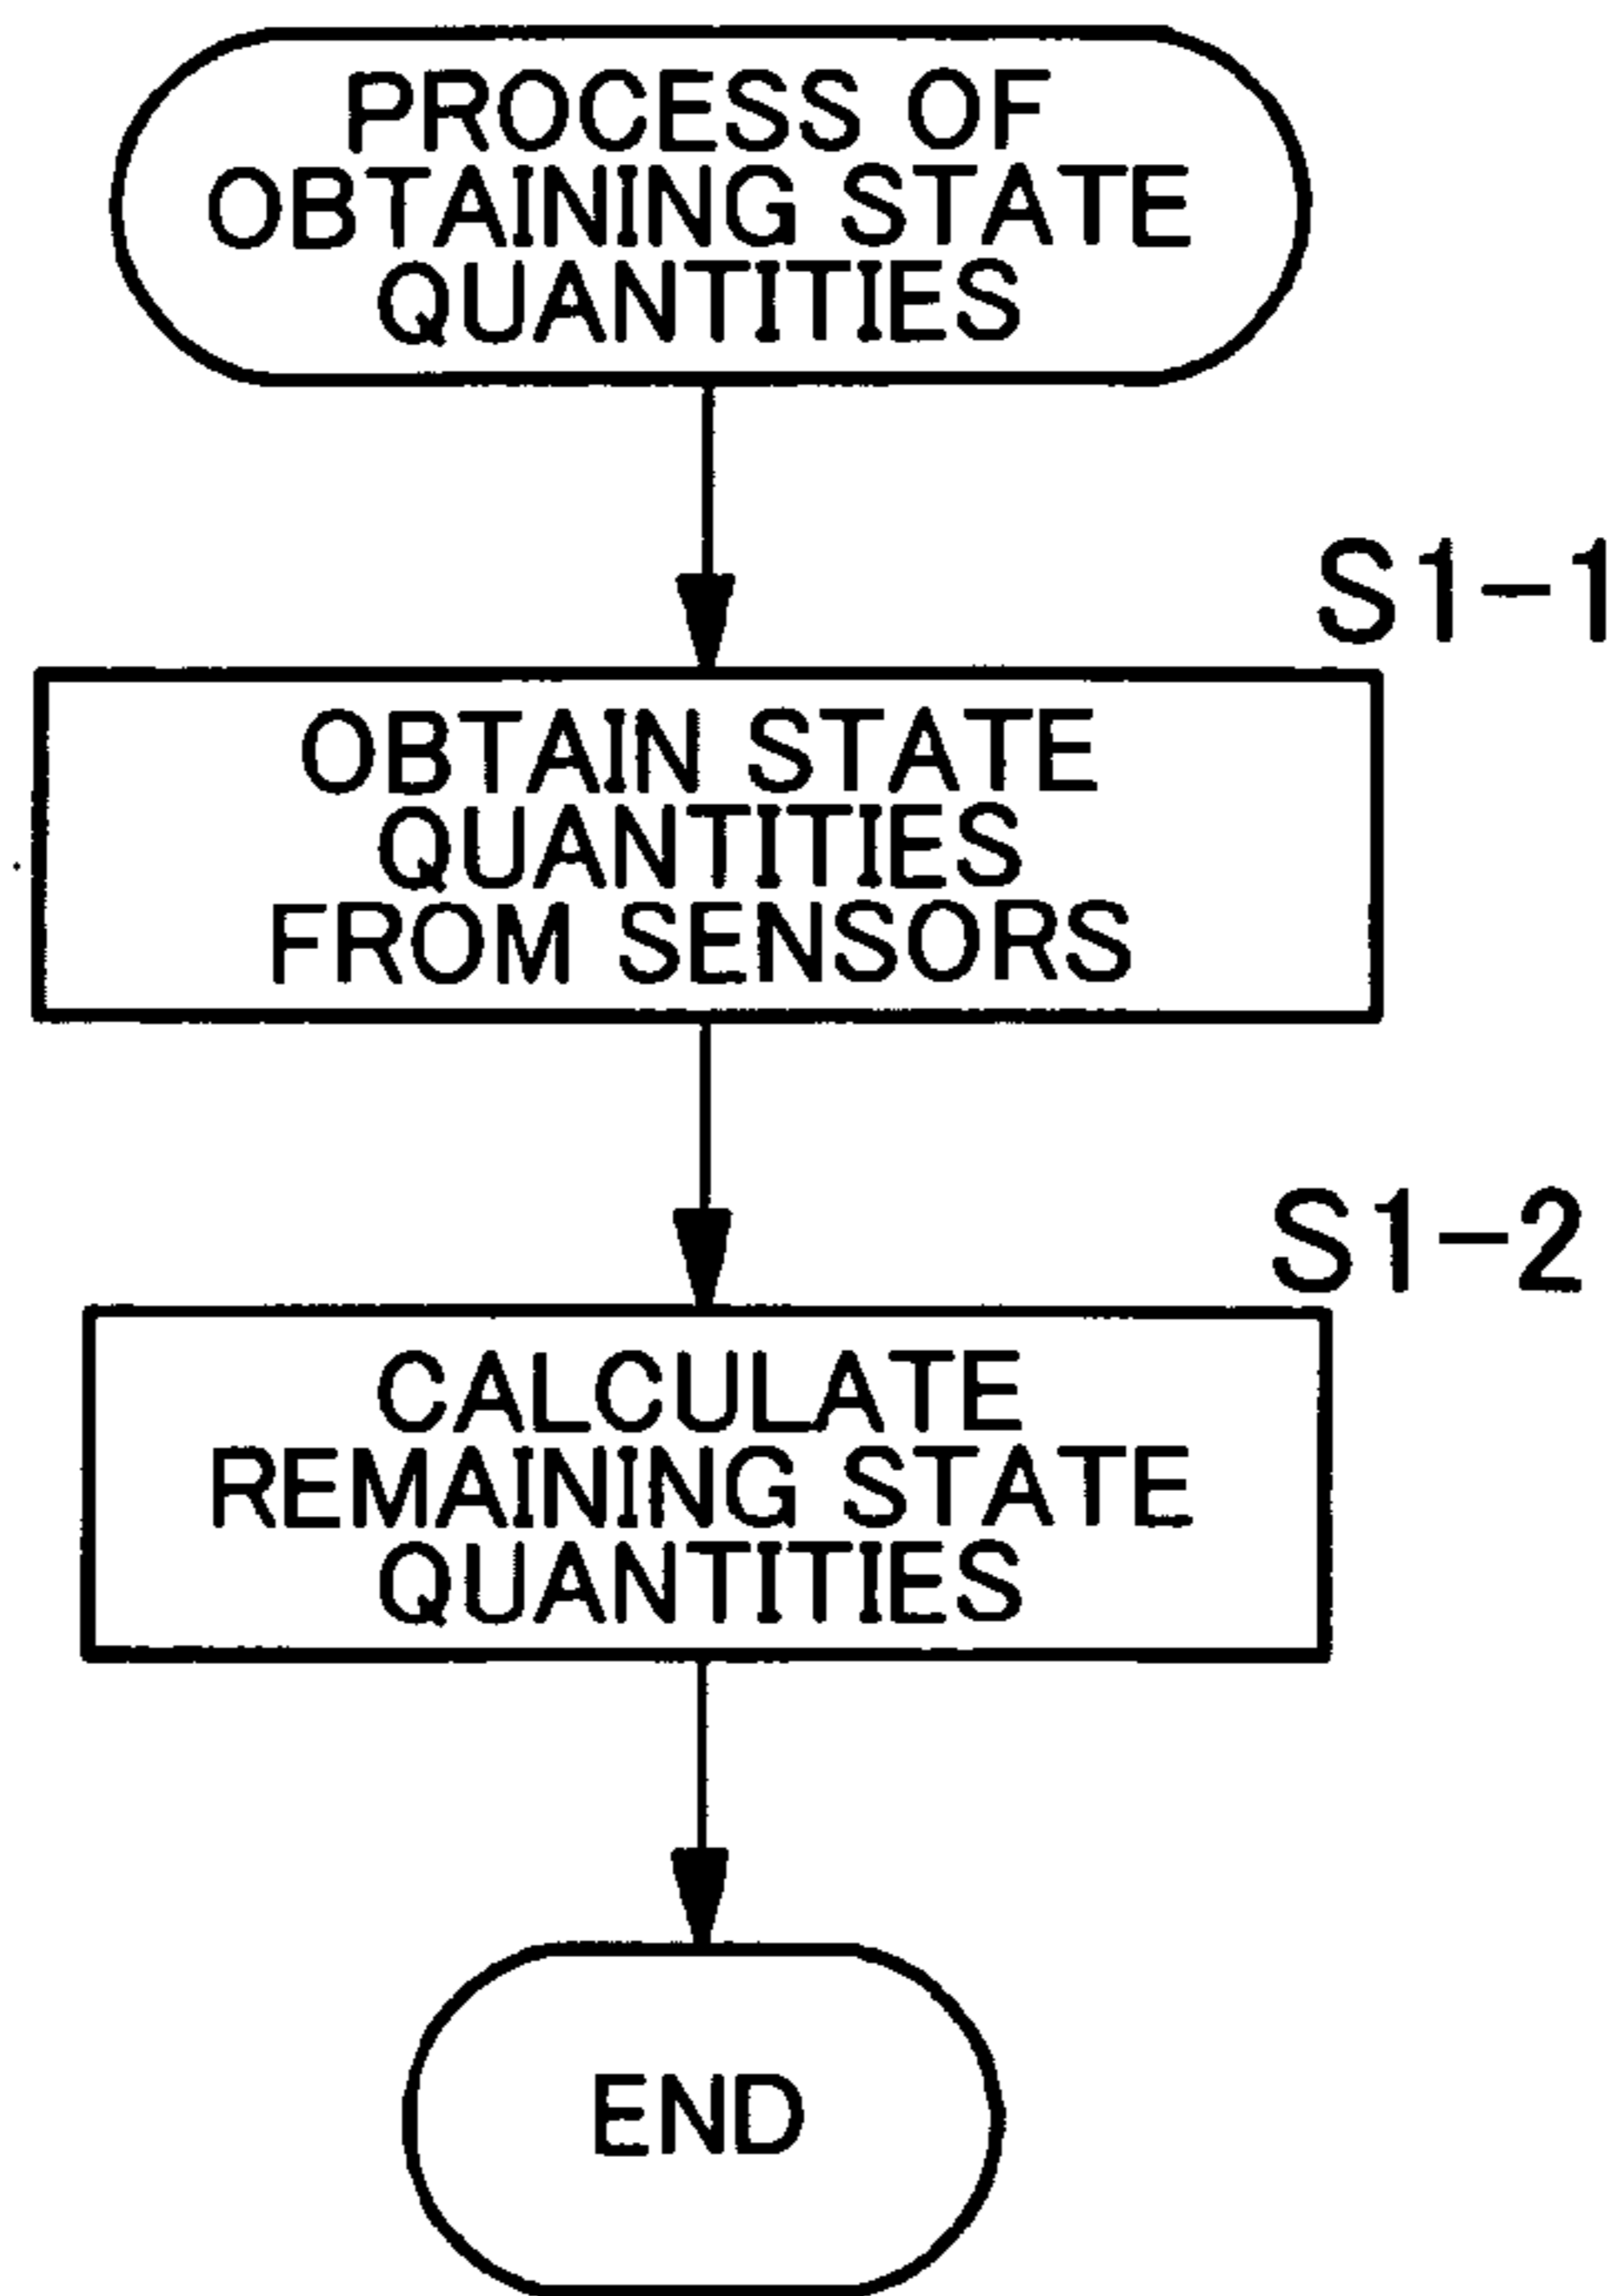 PROCESS OF
OBTAINING STATE
QUANTITIES
S1-1
OBTAIN STATE
QUANTITIES
FROM SENSORS
S1-2
CALCULATE
REMAINING STATE
QUANTITIES
END